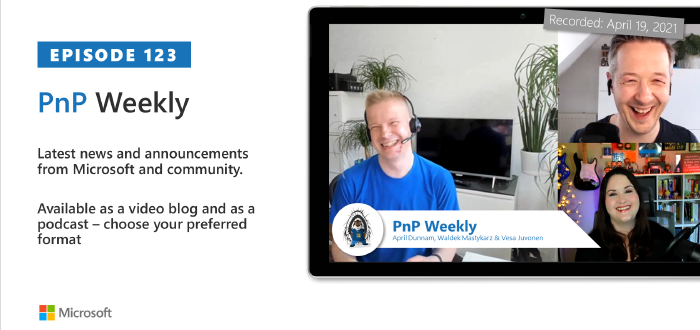 EPISODE 123
PnP Weekly
Latest news and announcements
from Microsoft and community.
Available as a video blog and as a
podcast – choose your preferred
format
Microsoft
Recorded: April 19, 2021
PnP Weekly
April Dunnam, Waldek Mastykarz & Vesa Juvonen